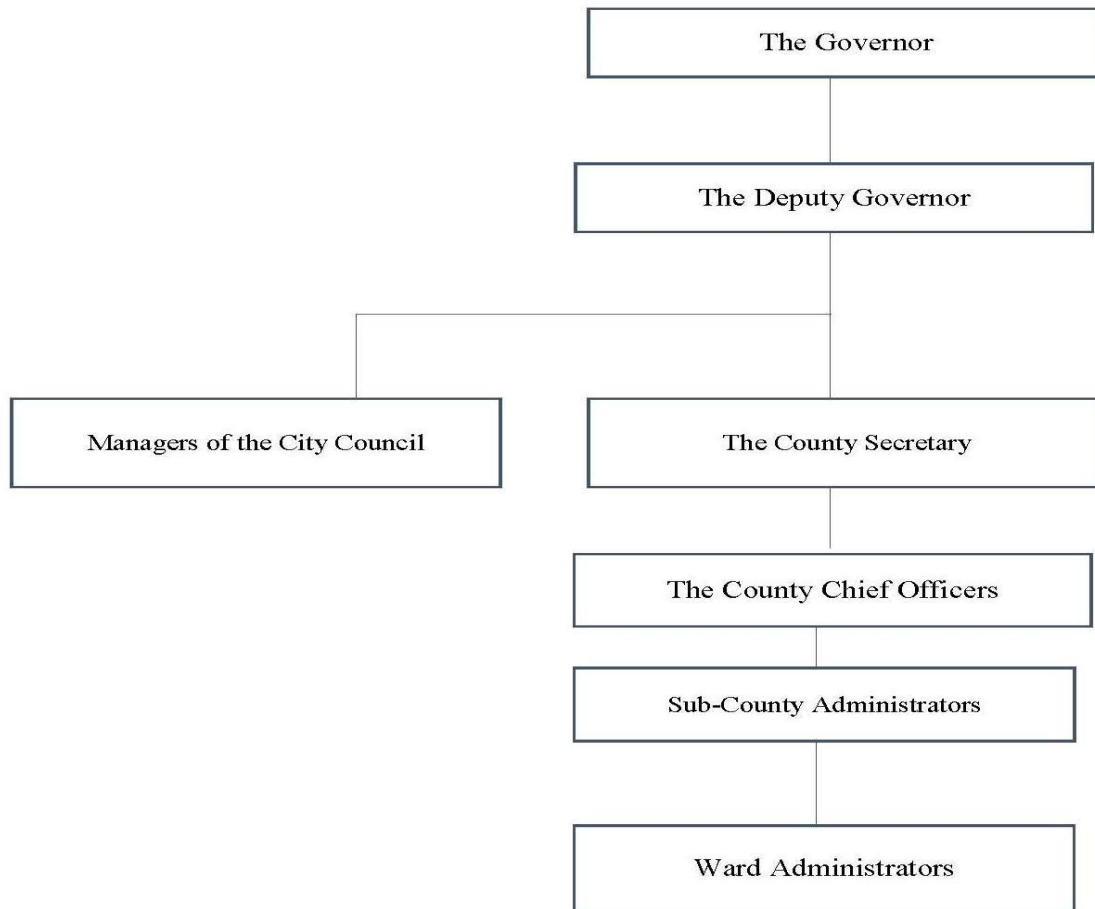 The Governor
The Deputy Governor
Managers of the City Council
The County Secretary
The County Chief Officers
Sub-County Administrators
Ward Administrators